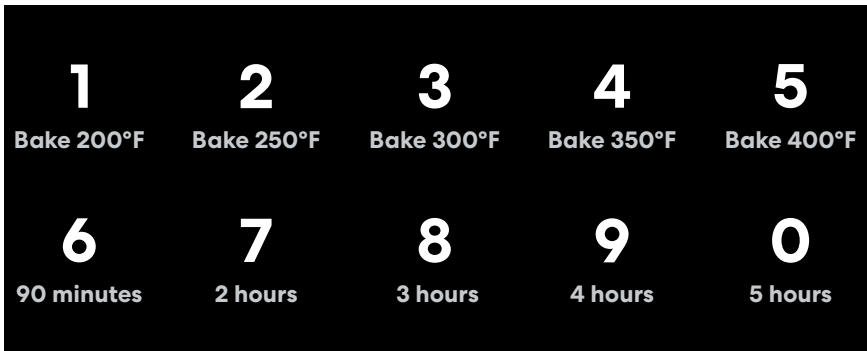 1 2 3 4 5
Bake 200°F Bake 250°F Bake 300°F Bake 350°F Bake 400°F
6 7 8 9 0
90 minutes 2 hours 3 hours 4 hours 5 hours